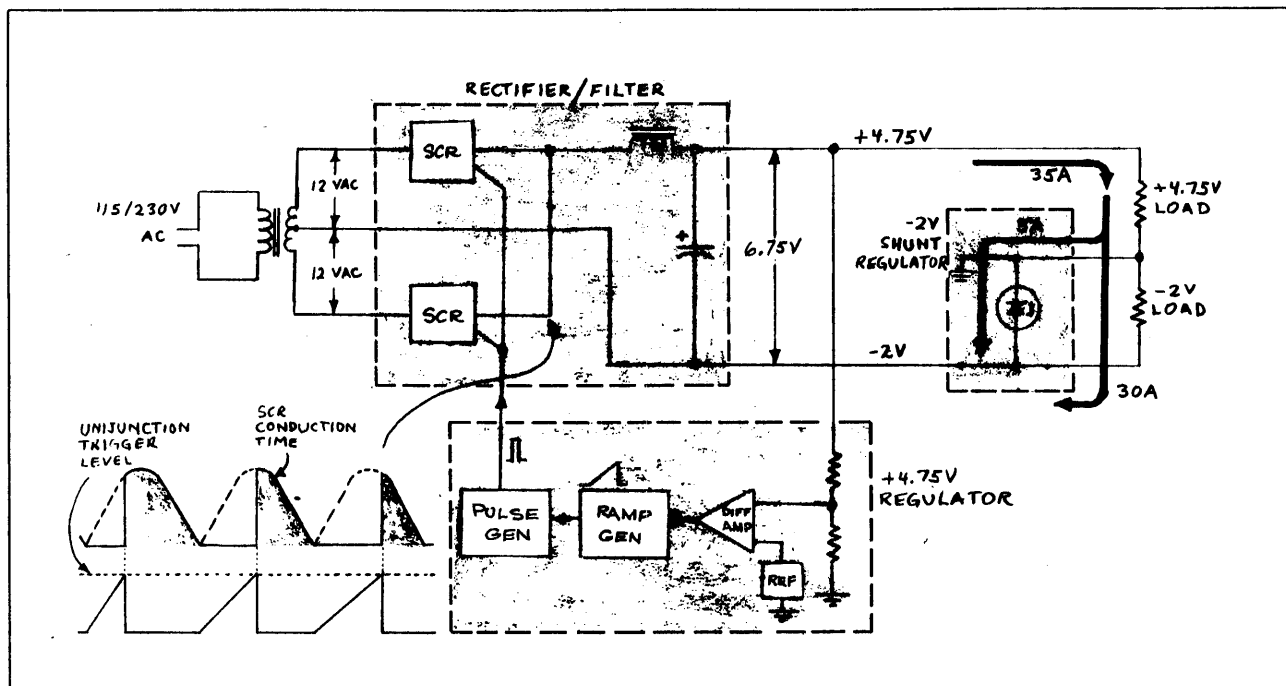 RECTIFIER/FILTER
SCR
12 VAC
115/230V
AC
12 VAC
SCR
+4.75V
35A
+4.75V
LOAD
6.75V
-2V
SHUNT
REGULATOR
5A
-2V
LOAD
-2V
30A
UNIJUNCTION
TRIGGER
LEVEL
SCR
CONDUCTION
TIME
+4.75V
REGULATOR
PULSE
GEN
RAMP
GEN
DIFF
AMP
REF